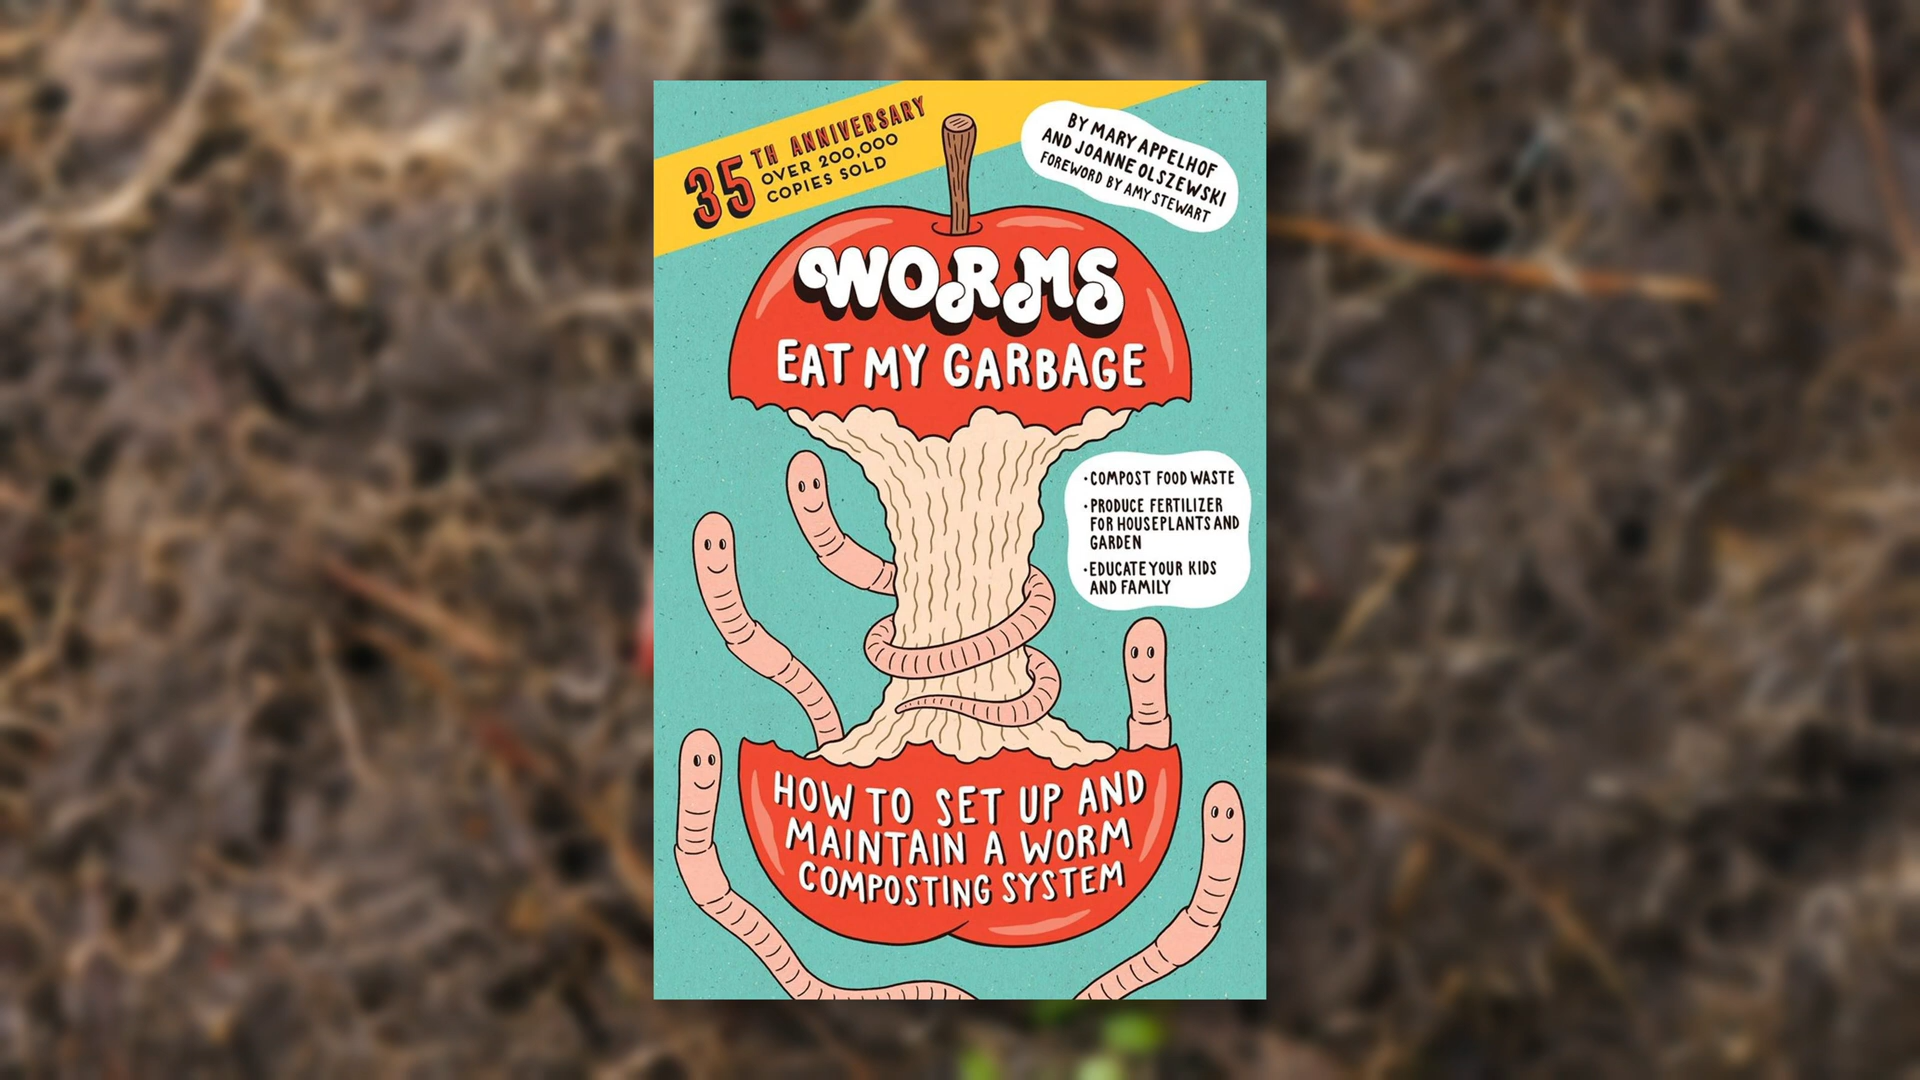 35TH ANNIVERSARY
OVER 200,000
COPIES SOLD
BY MARY APPELHOF
AND JOANNE OLSZEWSKI
FOREWORD BY AMY STEWART
WORMS
EAT MY GARBAGE
• COMPOST FOOD WASTE
• PRODUCE FERTILIZER
FOR HOUSEPLANTS AND
GARDEN
• EDUCATE YOUR KIDS
AND FAMILY
HOW TO SET UP AND
MAINTAIN A WORM
COMPOSTING SYSTEM